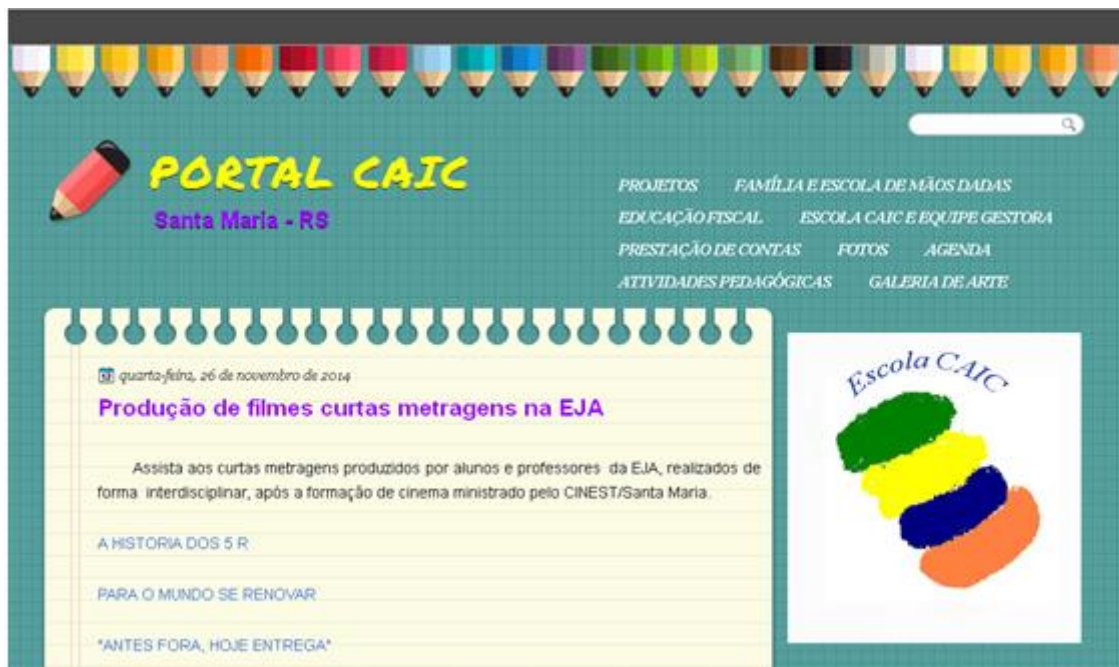 PORTAL CAIC
Santa Maria - RS
PROJETOS FAMÍLIA E ESCOLA DE MÃOS DADAS
EDUCAÇÃO FISCAL ESCOLA CAIC E EQUIPE GESTORA
PRESTAÇÃO DE CONTAS FOTOS AGENDA
ATIVIDADES PEDAGÓGICAS GALERIA DE ARTE
quarta-feira, 26 de novembro de 2014
Produção de filmes curtas metragens na EJA
Assista aos curtas metragens produzidos por alunos e professores da EJA, realizados de
forma interdisciplinar, após a formação de cinema ministrado pelo CINEST/Santa Maria.
A HISTORIA DOS 5 R
PARA O MUNDO SE RENOVAR
"ANTES FORA, HOJE ENTREGA"
Escola CAIC